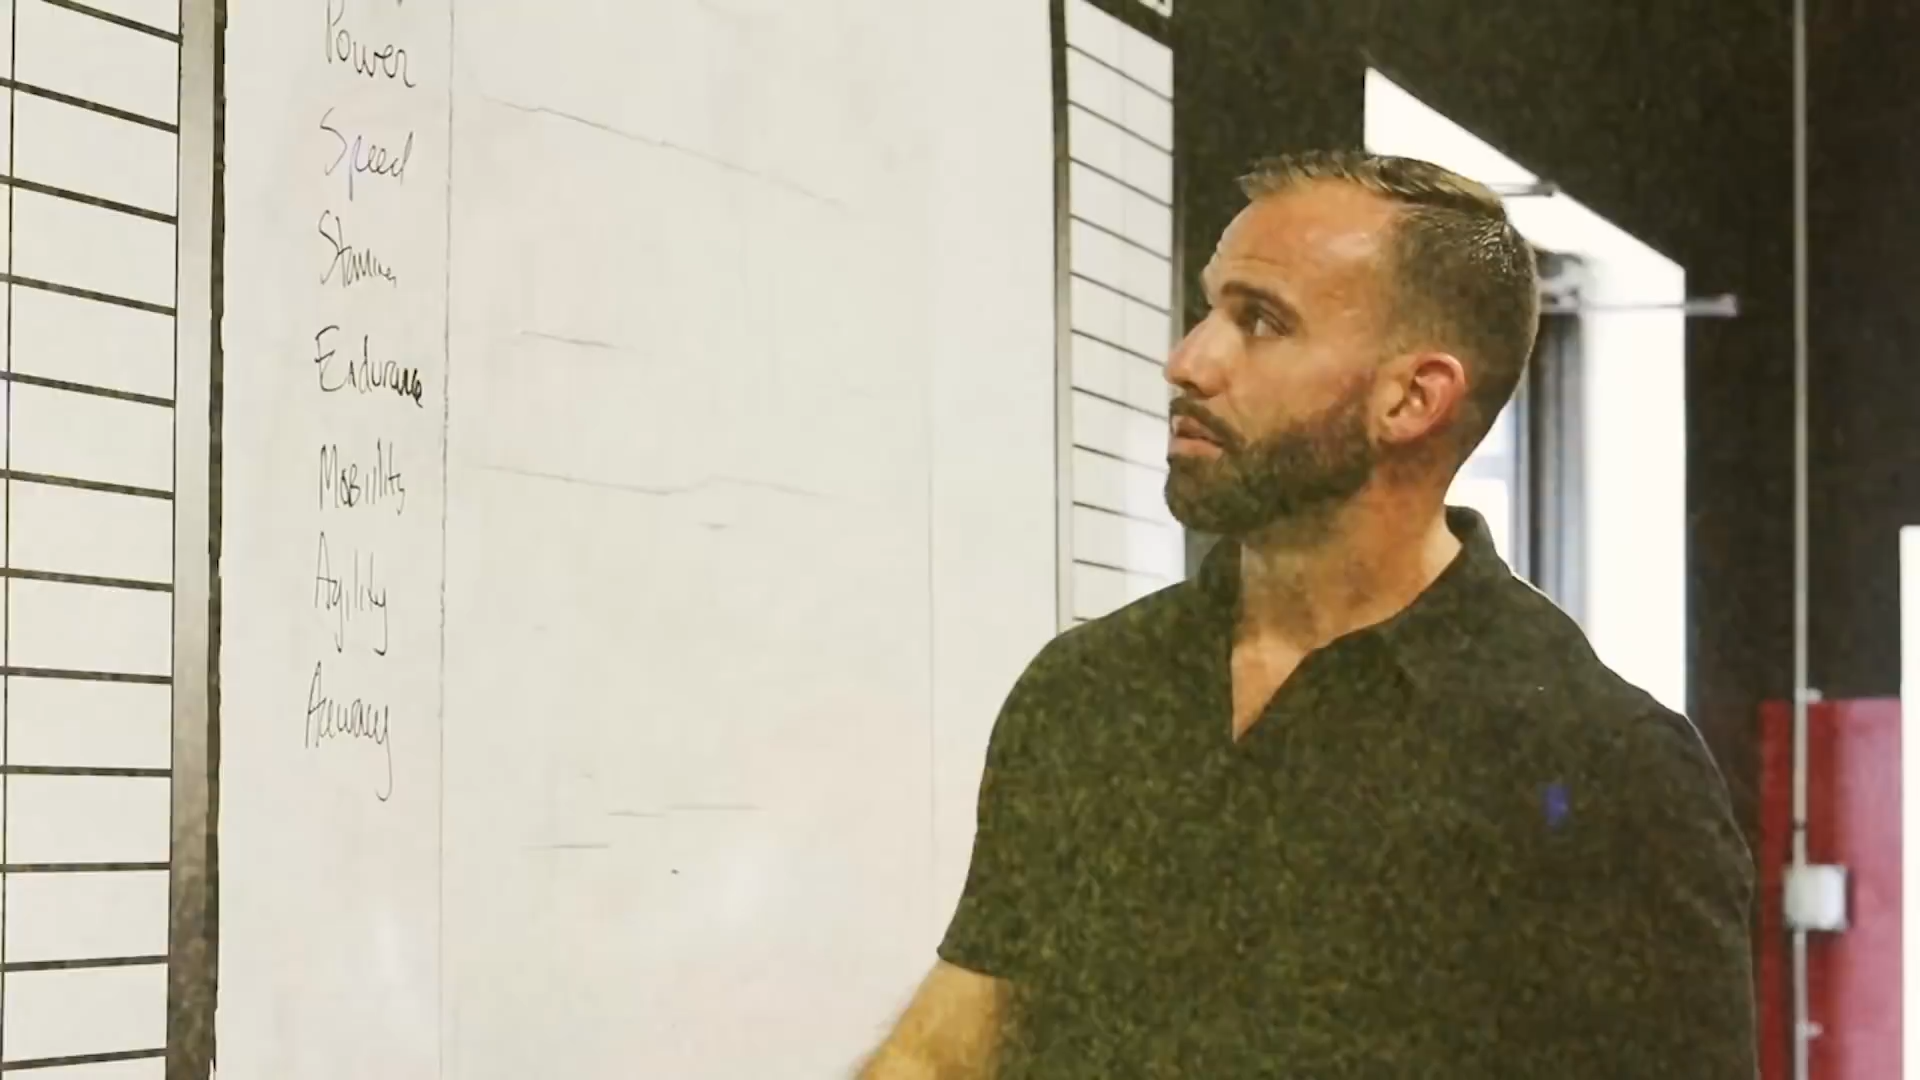 Power
Speed
Stamina
Endurance
Mobility
Agility
Accuracy